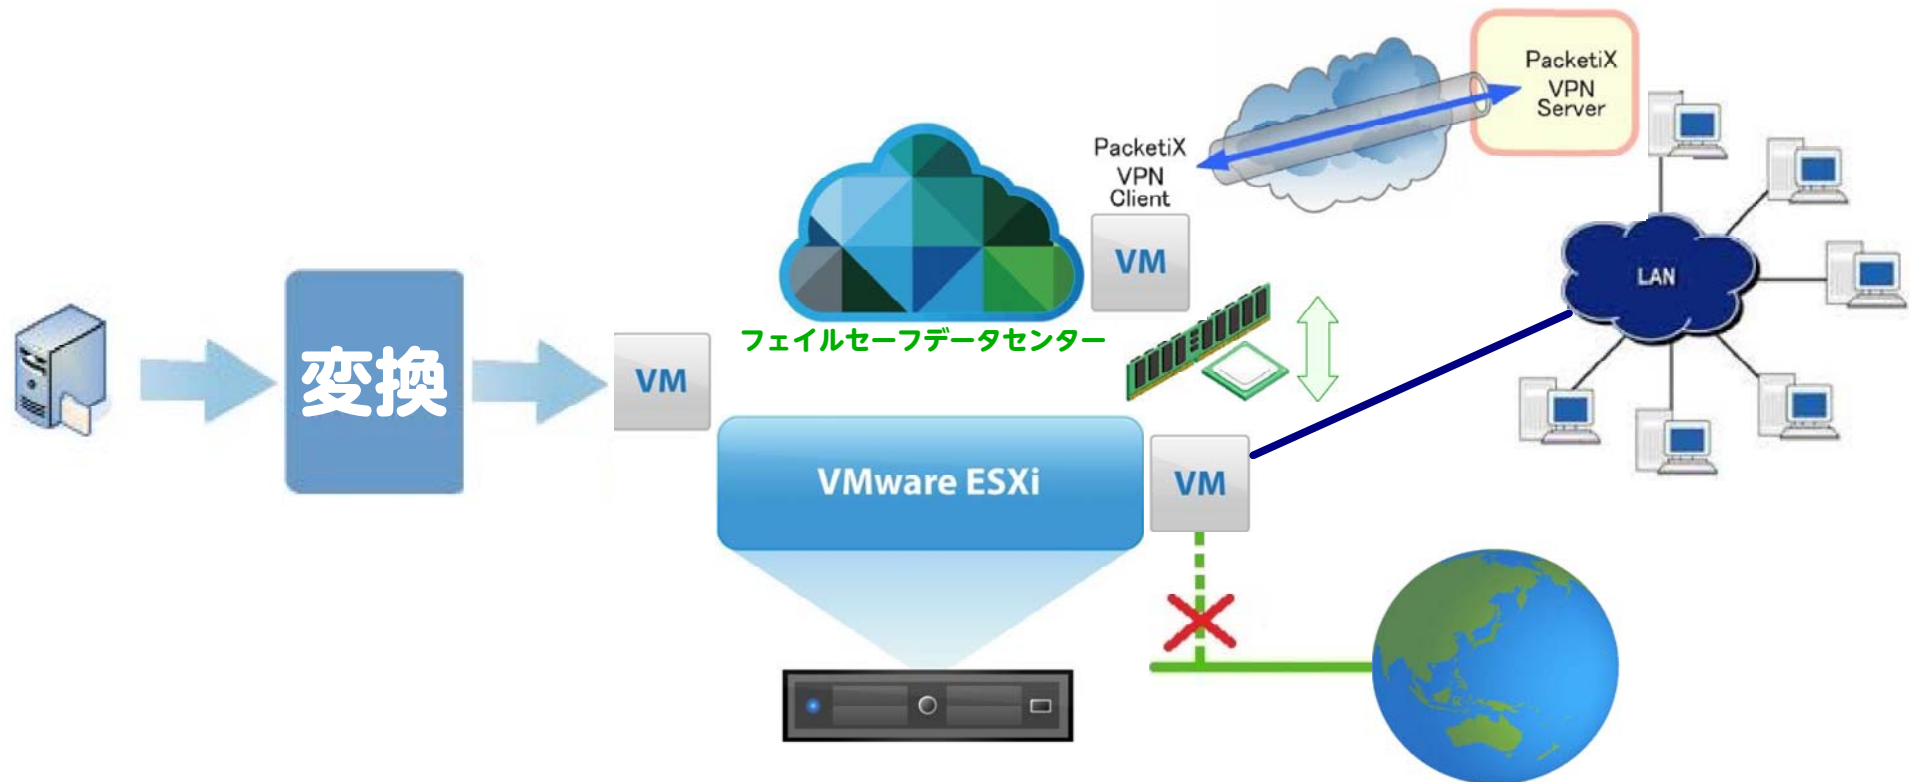 PacketiX
VPN
Server
PacketiX
VPN
Client
VM
LAN
フェイルセーフデータセンター
変換
VM
VMware ESXi
VM